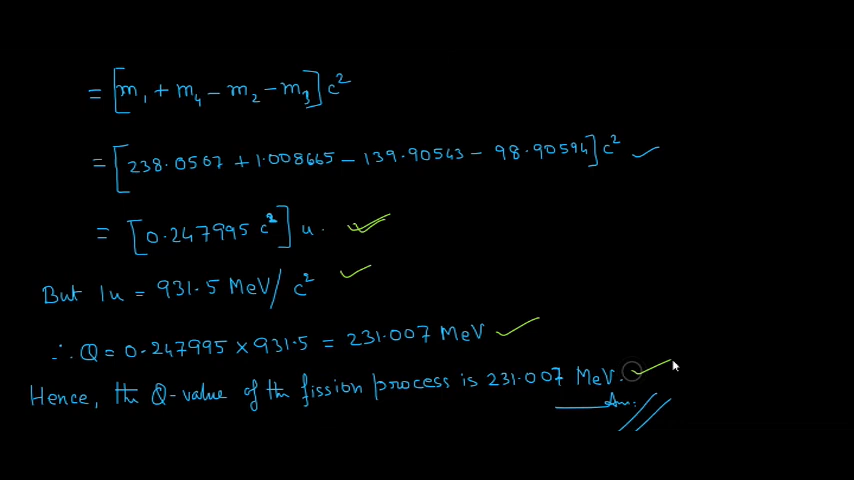 = [m₁ + m₄ – m₂ – m₃] c²
= [238.0507 + 1.008665 – 139.90543 – 98.90594] c²
= [0.247995 c²] u.
But 1u = 931.5 MeV/c²
∴ Q = 0.247995 × 931.5 = 231.007 MeV
Hence, the Q-value of the fission process is 231.007 MeV.
Ans.